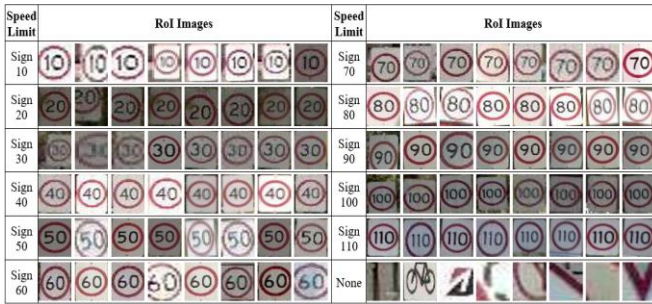 Speed Limit RoI Images Speed Limit RoI Images
Sign 10 10 10 10 10 10 10 10 10 Sign 70 70 70 70 70 70 70 70 70
Sign 20 20 20 20 20 20 20 20 20 Sign 80 80 80 80 80 80 80 80 80
Sign 30 30 30 30 30 30 30 30 30 Sign 90 90 90 90 90 90 90 90 90
Sign 40 40 40 40 40 40 40 40 40 Sign 100 100 100 100 100 100 100 100 100
Sign 50 50 50 50 50 50 50 50 50 Sign 110 110 110 110 110 110 110 110 110
Sign 60 60 60 60 60 60 60 60 60 None